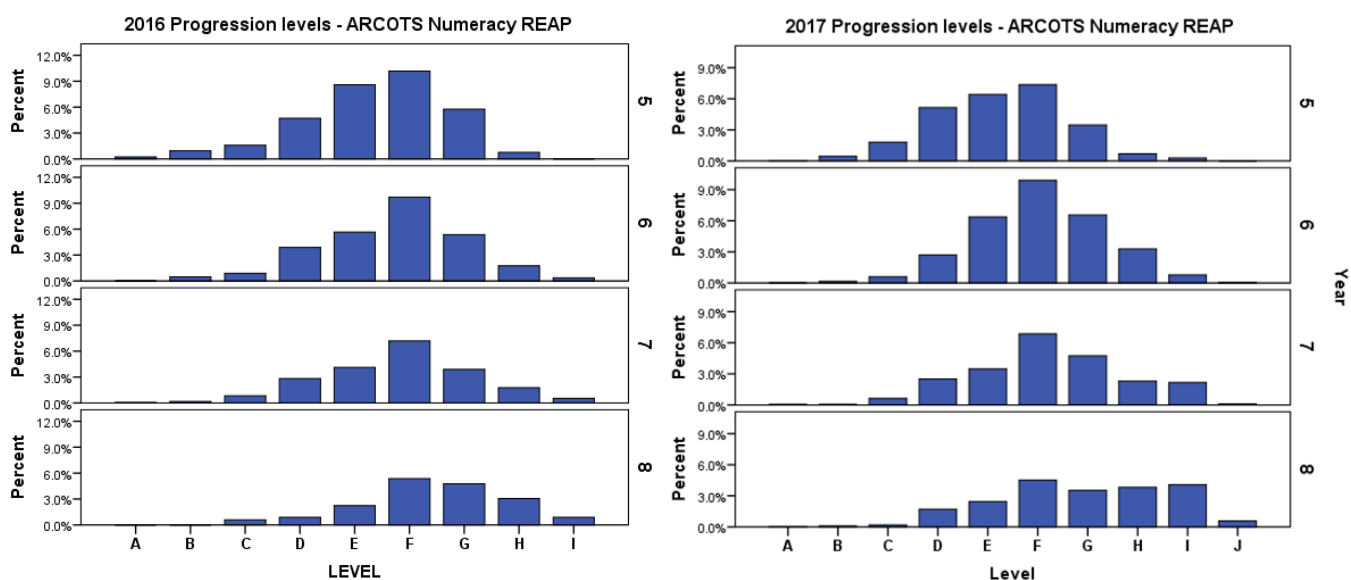 2016 Progression levels - ARCOTS Numeracy REAP
12.0%
9.0%
6.0%
3.0%
0.0%
Percent
5
12.0%
9.0%
6.0%
3.0%
0.0%
Percent
6
12.0%
9.0%
6.0%
3.0%
0.0%
Percent
7
12.0%
9.0%
6.0%
3.0%
0.0%
Percent
8
A B C D E F G H I
LEVEL
2017 Progression levels - ARCOTS Numeracy REAP
9.0%
6.0%
3.0%
0.0%
Percent
5
9.0%
6.0%
3.0%
0.0%
Percent
6
9.0%
6.0%
3.0%
0.0%
Percent
7
9.0%
6.0%
3.0%
0.0%
Percent
8
Year
A B C D E F G H I J
Level